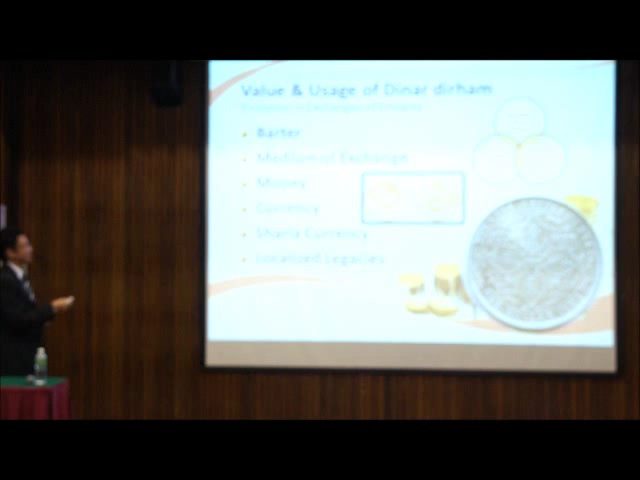 Value & Usage of Dinar dirham
Barter
Medium of Exchange
Money
Currency
Sharia Currency
Localized Legacies